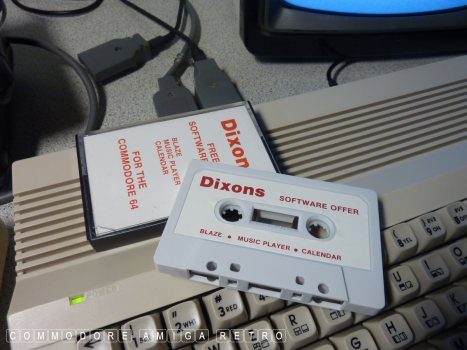 Dixons
FREE
SOFTWARE
BLAZE
MUSIC PLAYER
CALENDAR
FOR THE
COMMODORE 64
Dixons
SOFTWARE OFFER
BLAZE • MUSIC PLAYER • CALENDAR
POWER
COMMODORE-AMIGA RETRO